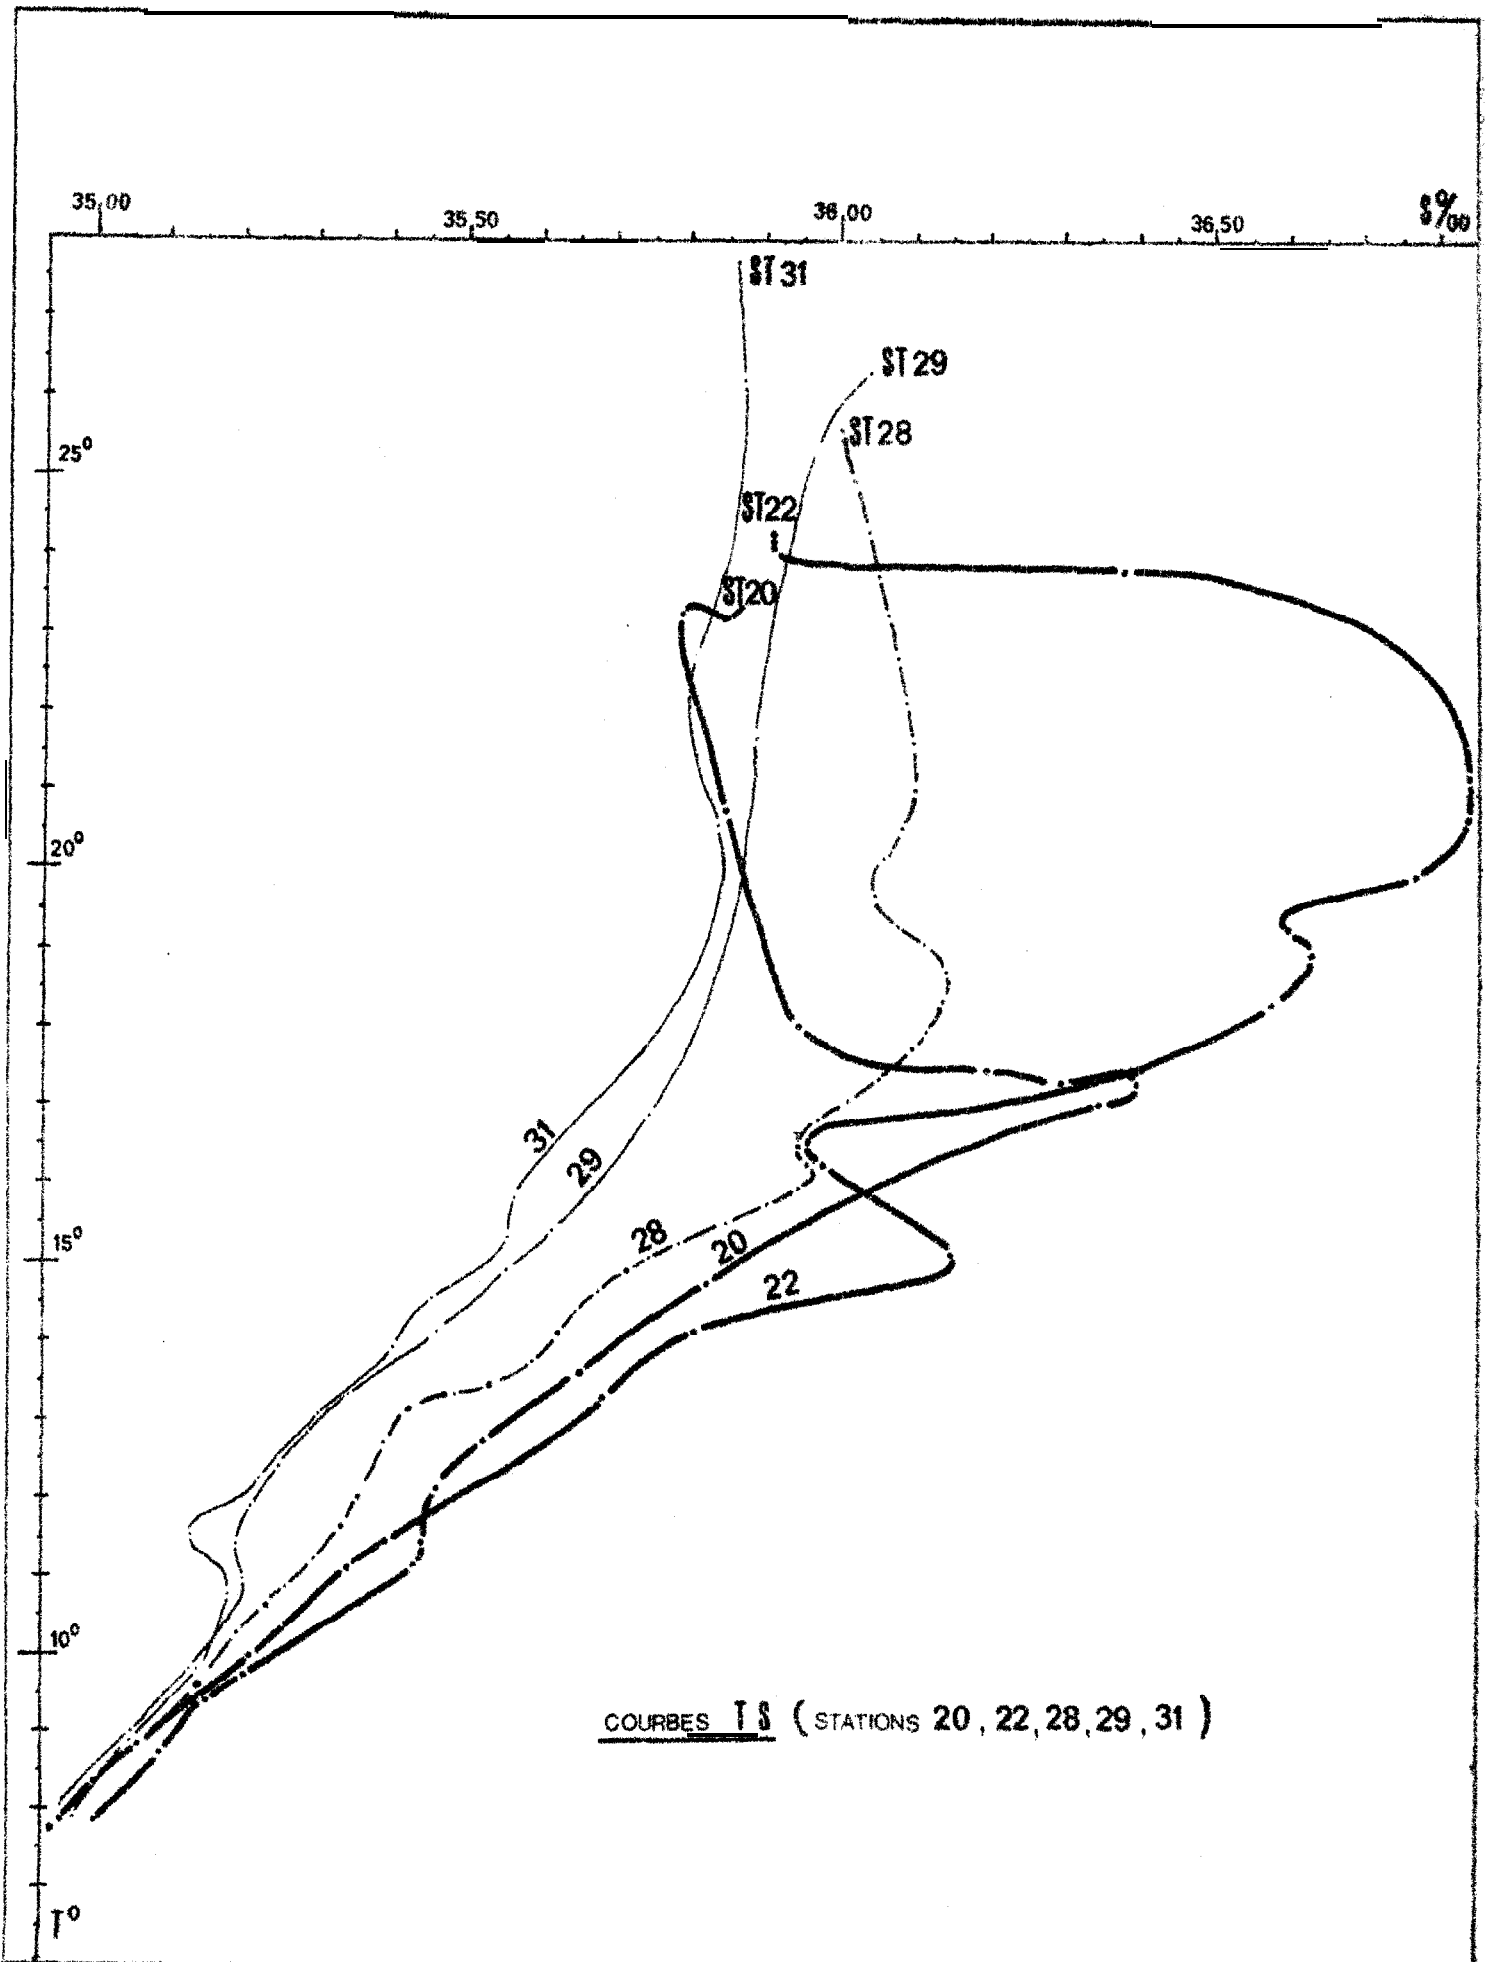 35,00 35,50 36,00 36,50 S‰
ST 31
ST 29
ST 28
25°
ST22
ST20
20°
31
29
15°
28
20
22
10°
COURBES T S ( STATIONS 20 , 22 , 28 , 29 , 31 )
T°